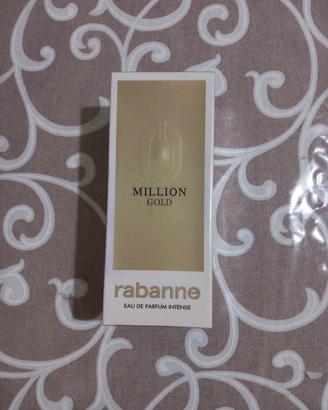 MILLION
GOLD
rabanne
EAU DE PARFUM INTENSE